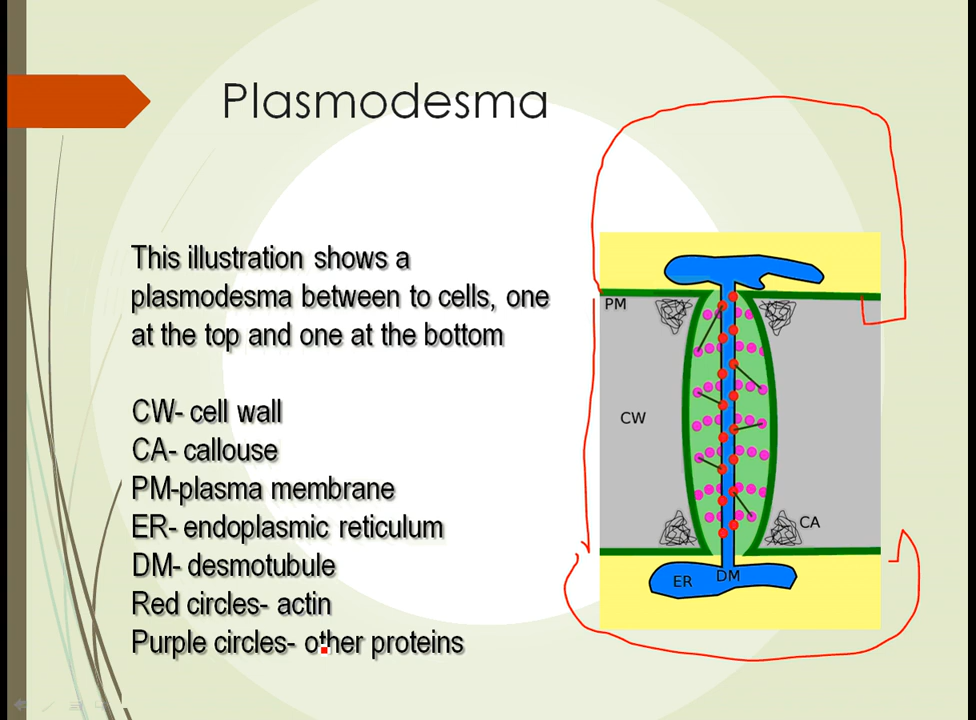 Plasmodesma
This illustration shows a
plasmodesma between to cells, one
at the top and one at the bottom
CW- cell wall
CA- callouse
PM-plasma membrane
ER- endoplasmic reticulum
DM- desmotubule
Red circles- actin
Purple circles- other proteins
PM
CW
CA
ER
DM